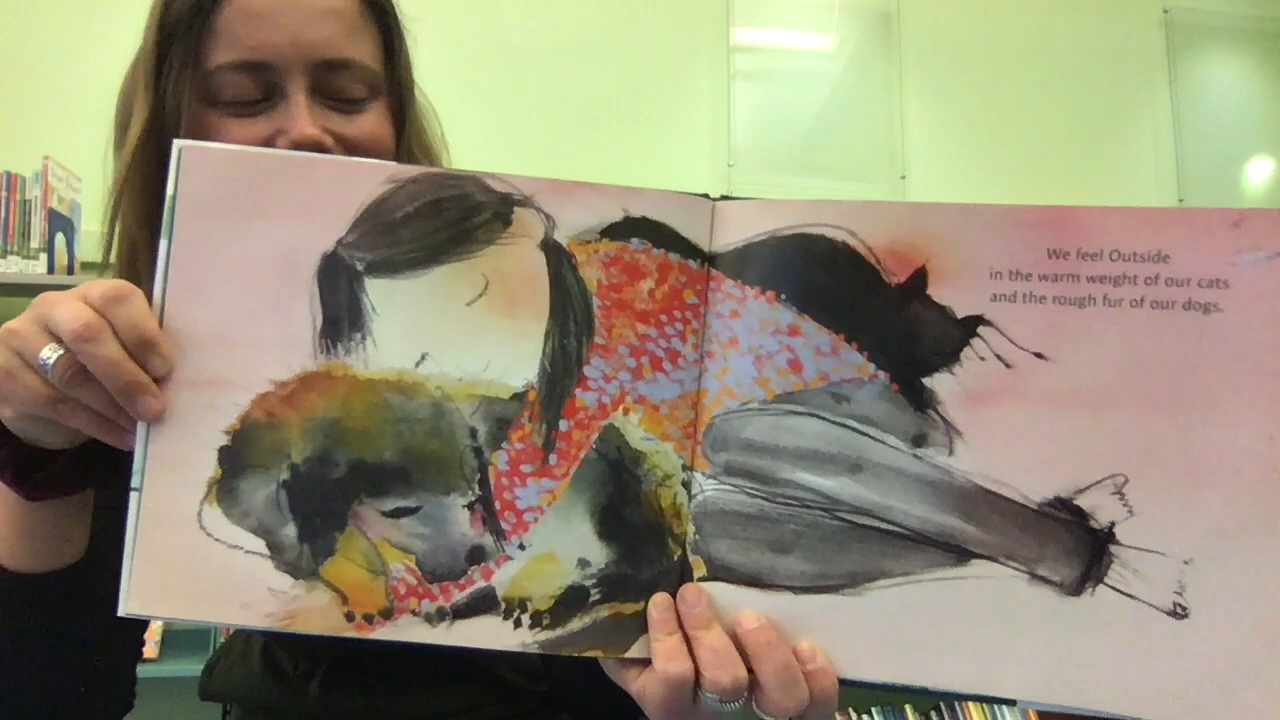 We feel Outside
in the warm weight of our cats
and the rough fur of our dogs.